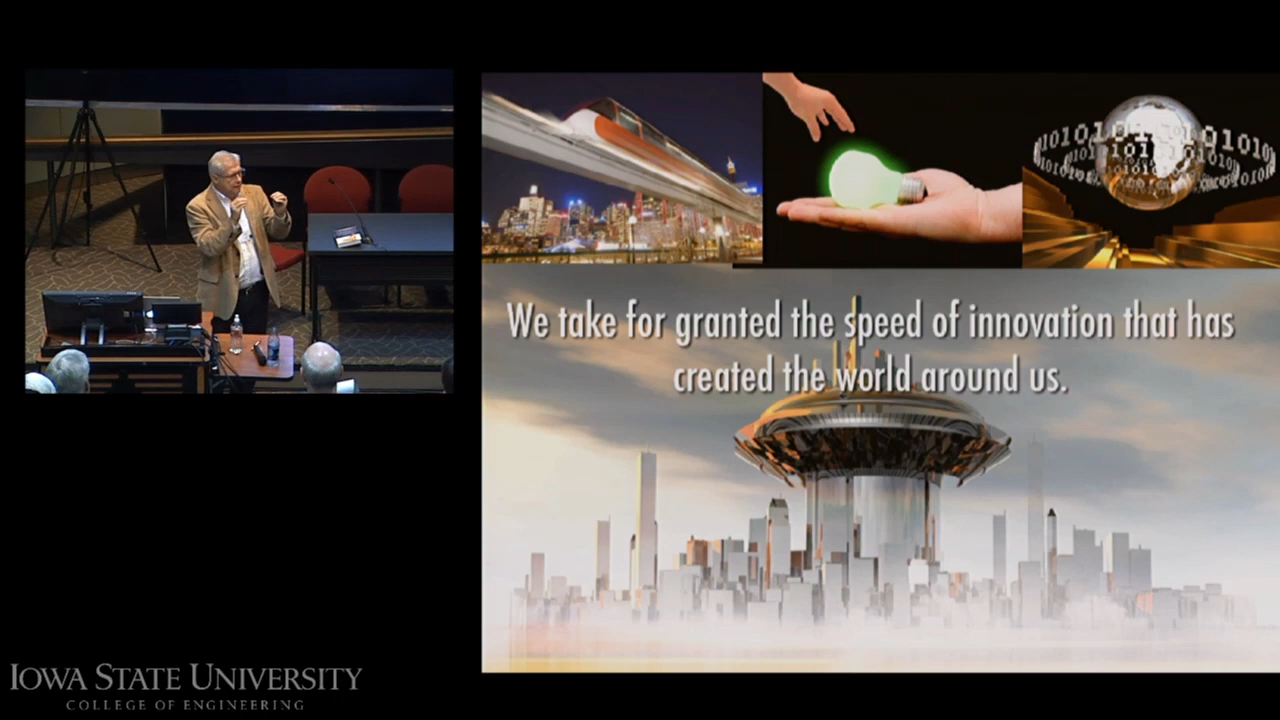 We take for granted the speed of innovation that has
created the world around us.
IOWA STATE UNIVERSITY
COLLEGE OF ENGINEERING